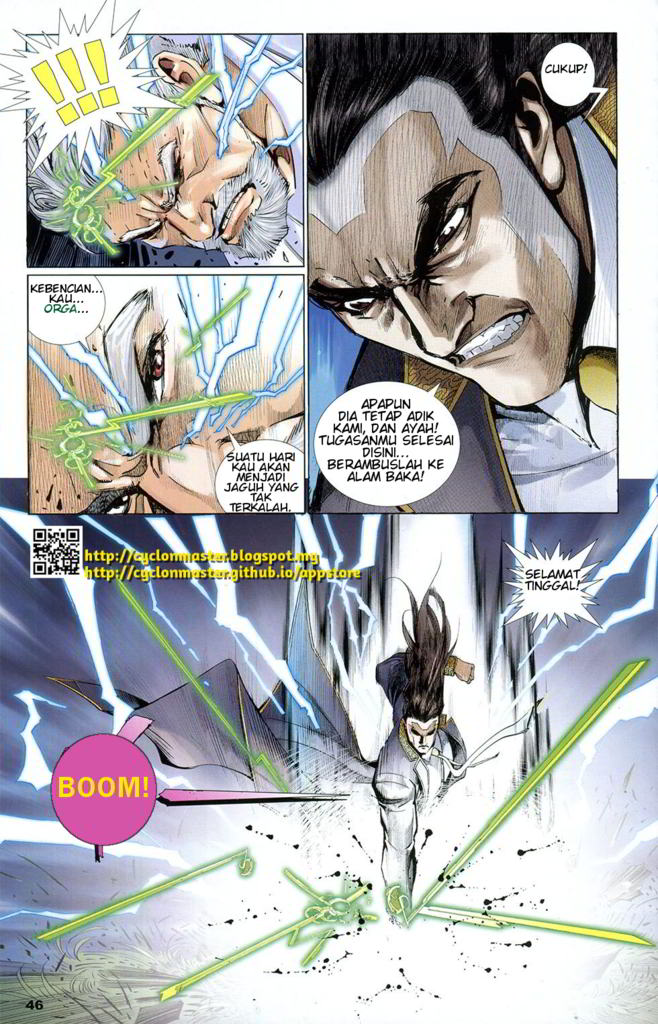 !!!
CUKUP!
KEBENCIAN...
KAU...
ORGA...
SUATU HARI
KAU AKAN
MENJADI
JAGUH YANG
TAK
TERKALAH.
APAPUN
DIA TETAP ADIK
KAMI, DAN AYAH!
TUGASANMU SELESAI
DISINI...
BERAMBUSLAH KE
ALAM BAKA!
http://cyclonmaster.blogspot.my
http://cyclonmaster.github.io/appstore
SELAMAT
TINGGAL!
BOOM!
46